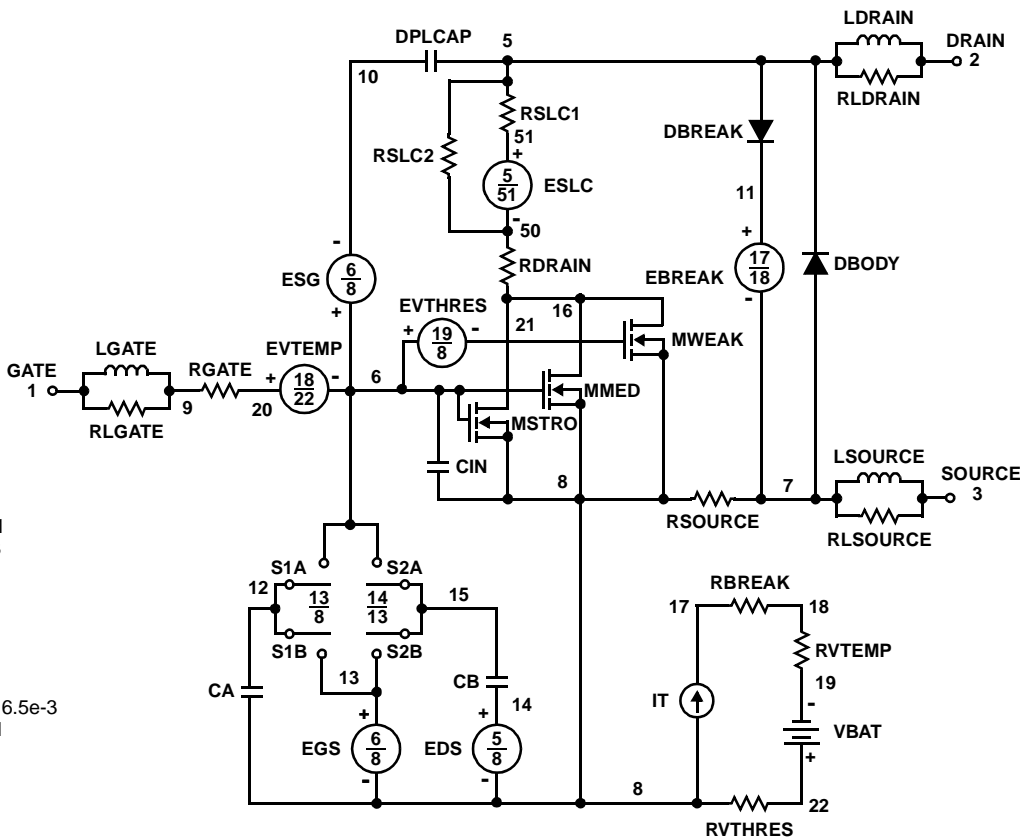 LDRAIN
DPLCAP 5 DRAIN
10 2
RSLC1 RLDRAIN
51 DBREAK
RSLC2 +
5
51 ESLC
11
- 50
- +
6
8 ESG
RDRAIN
17
18 EBREAK
DBODY
+ -
EVTHRES 16
+ 19
8 - 21
MWEAK
LGATE EVTEMP
GATE RGATE + 18
22 - 6
1 MMED
9 20
RLGATE MSTRO
CIN LSOURCE
8 7 SOURCE
3
RSOURCE RLSOURCE
S1A S2A
12 13
8 14
13 15
RBREAK
17 18
S1B S2B RVTEMP
13
CA CB 19
6.5e-3 14 IT -
+ + VBAT
EGS 6
8 EDS 5
8 +
- -
8 22
RVTHRES